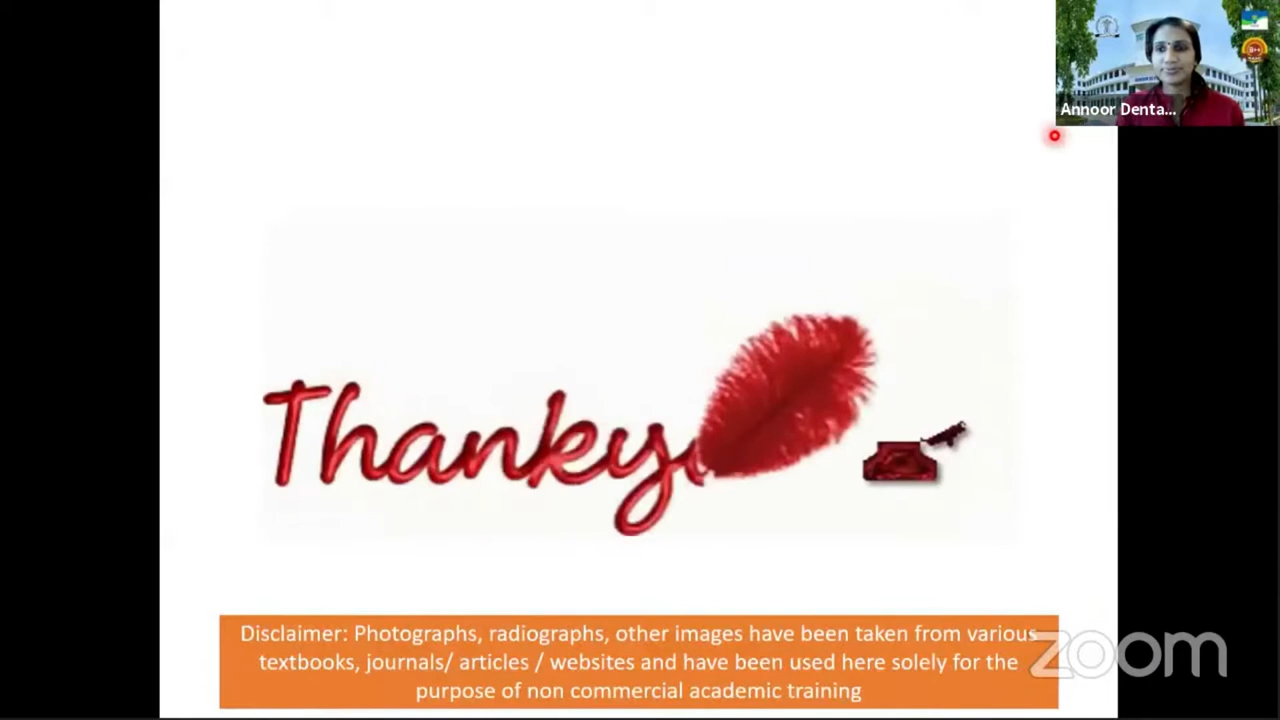 Annoor Denta...
Thanky
Disclaimer: Photographs, radiographs, other images have been taken from various
textbooks, journals/ articles / websites and have been used here solely for the
purpose of non commercial academic training
zoom